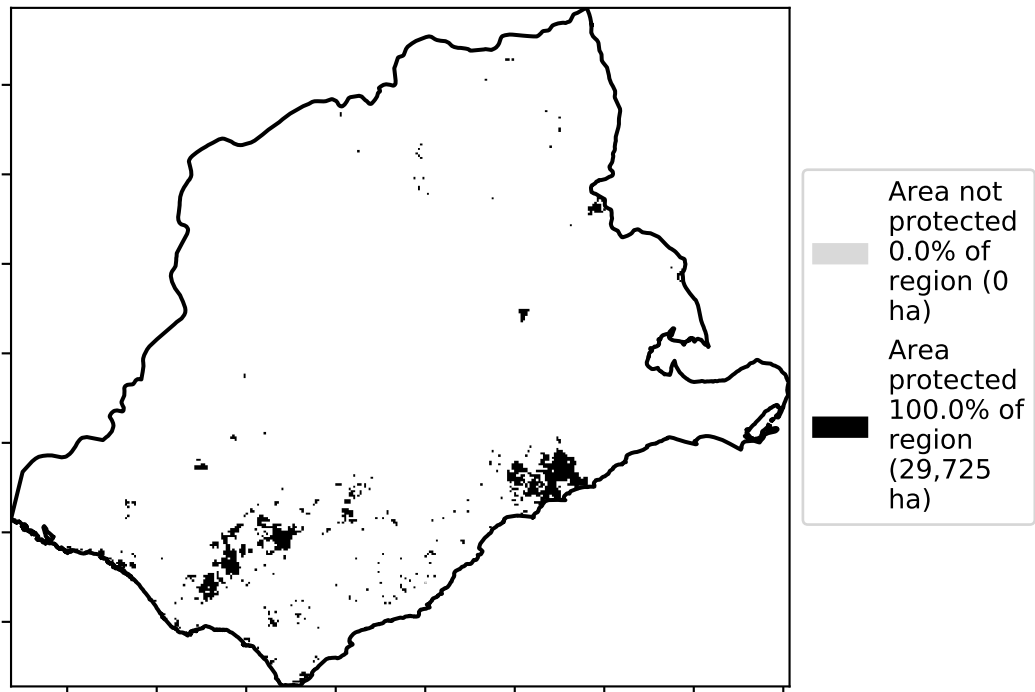 Area not
protected
0.0% of
region (0
ha)
Area
protected
100.0% of
region
(29,725
ha)